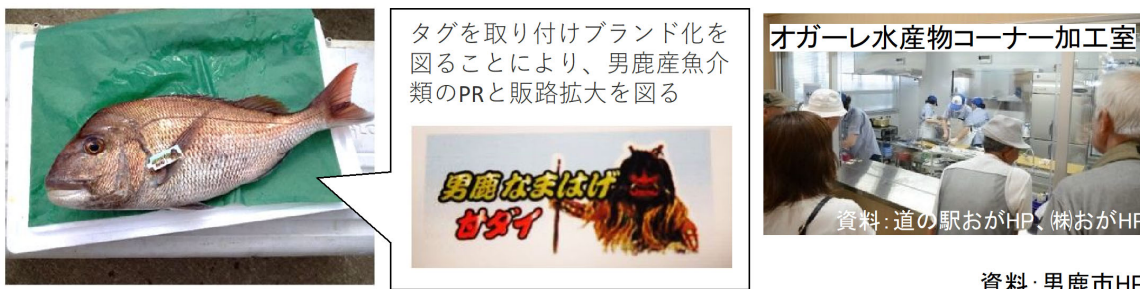 タグを取り付けブランド化を
図ることにより、男鹿産魚介
類のPRと販路拡大を図る
男鹿なまはげ
甘ダイ
オガーレ水産物コーナー加工室
資料:道の駅おがHP、㈱おがHP
資料:男鹿市HP